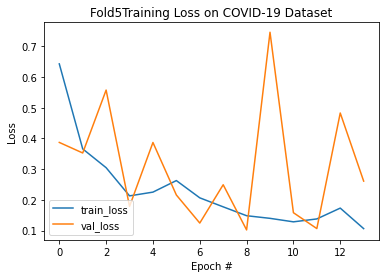 Fold5Training Loss on COVID-19 Dataset
Loss
0.7
0.6
0.5
0.4
0.3
0.2
0.1
train_loss
val_loss
0 2 4 6 8 10 12
Epoch #